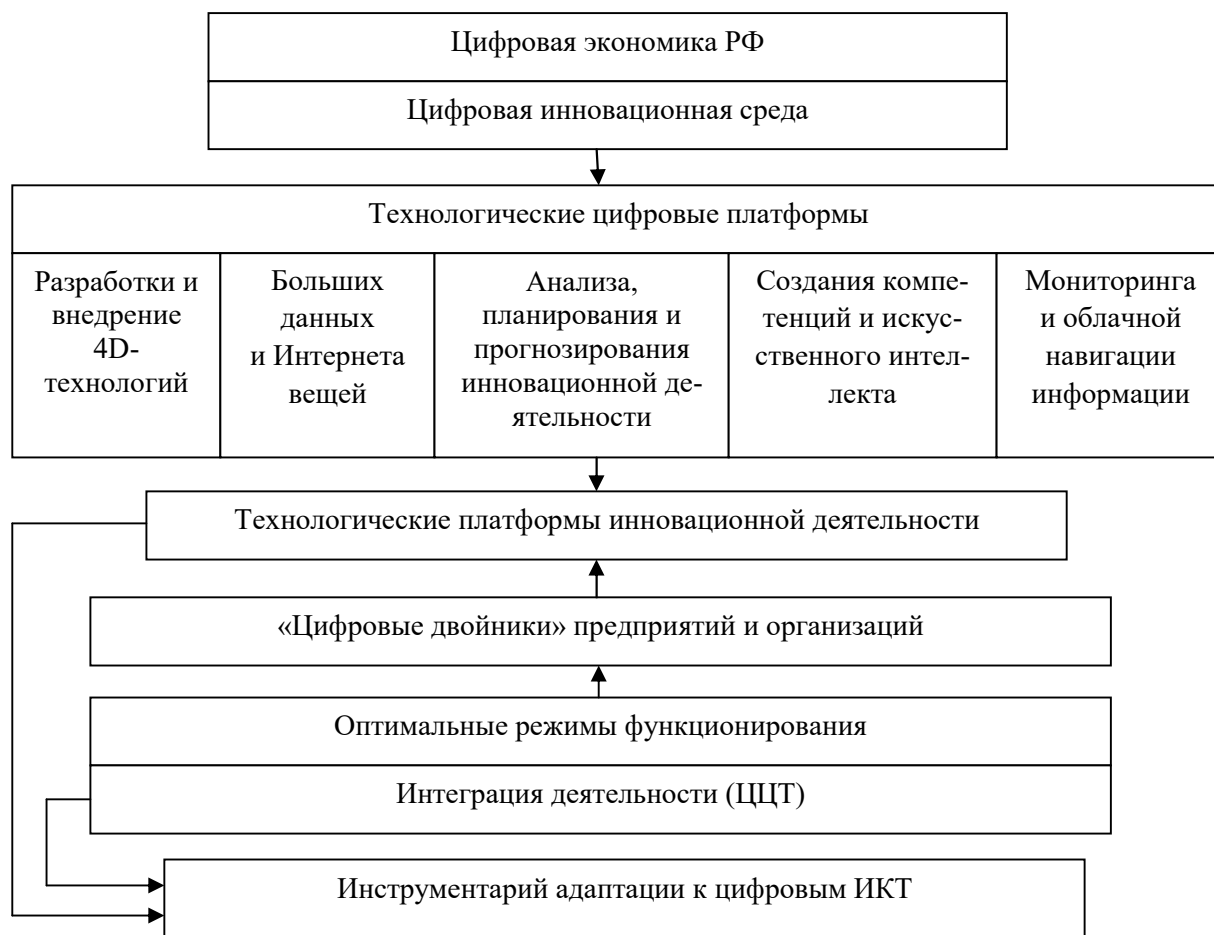 Цифровая экономика РФ
Цифровая инновационная среда
Технологические цифровые платформы
Разработки и
внедрение
4D-
технологий
Больших
данных
и Интернета
вещей
Анализа,
планирования и
прогнозирования
инновационной де-
ятельности
Создания компе-
тенций и искус-
ственного интел-
лекта
Мониторинга
и облачной
навигации
информации
Технологические платформы инновационной деятельности
«Цифровые двойники» предприятий и организаций
Оптимальные режимы функционирования
Интеграция деятельности (ЦЦТ)
Инструментарий адаптации к цифровым ИКТ